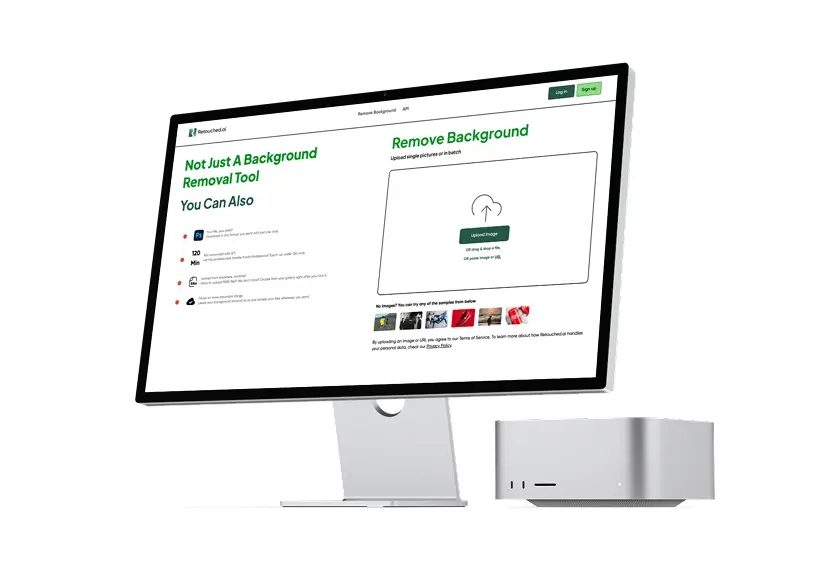 Retouched.ai
Remove Background
API
Log in
Sign up
Not Just A Background
Removal Tool
You Can Also
Ps
120
Min
RAW
Remove Background
Upload single pictures or in batch
Upload Image
OR drag & drop a file,
OR paste image or URL
No Images? You can try any of the samples from below
By uploading an image or URL you agree to our Terms of Service. To learn more about how Retouched.ai handles
your personal data, check our Privacy Policy.